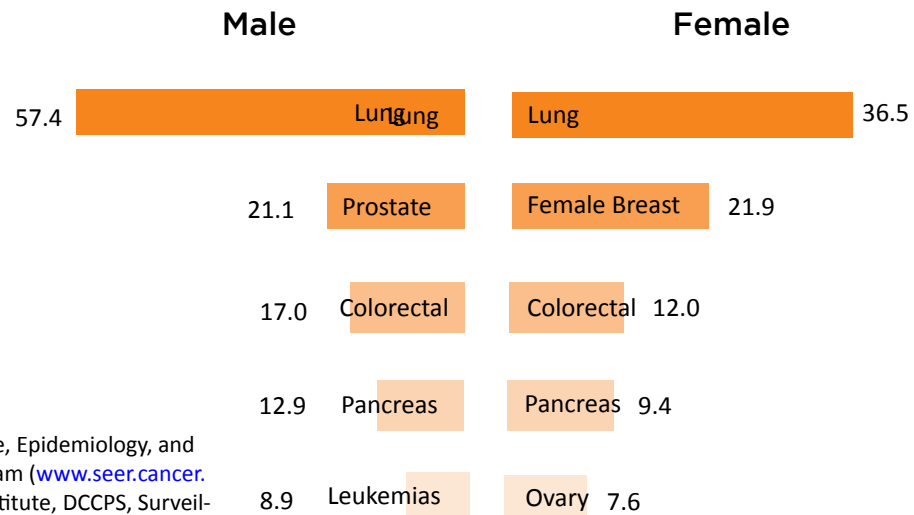 Male Female
57.4 Lung Lung Lung 36.5
21.1 Prostate Female Breast 21.9
17.0 Colorectal Colorectal 12.0
12.9 Pancreas Pancreas 9.4
e, Epidemiology, and
am (www.seer.cancer.
titute, DCCPS, Surveil-
8.9 Leukemias Ovary 7.6